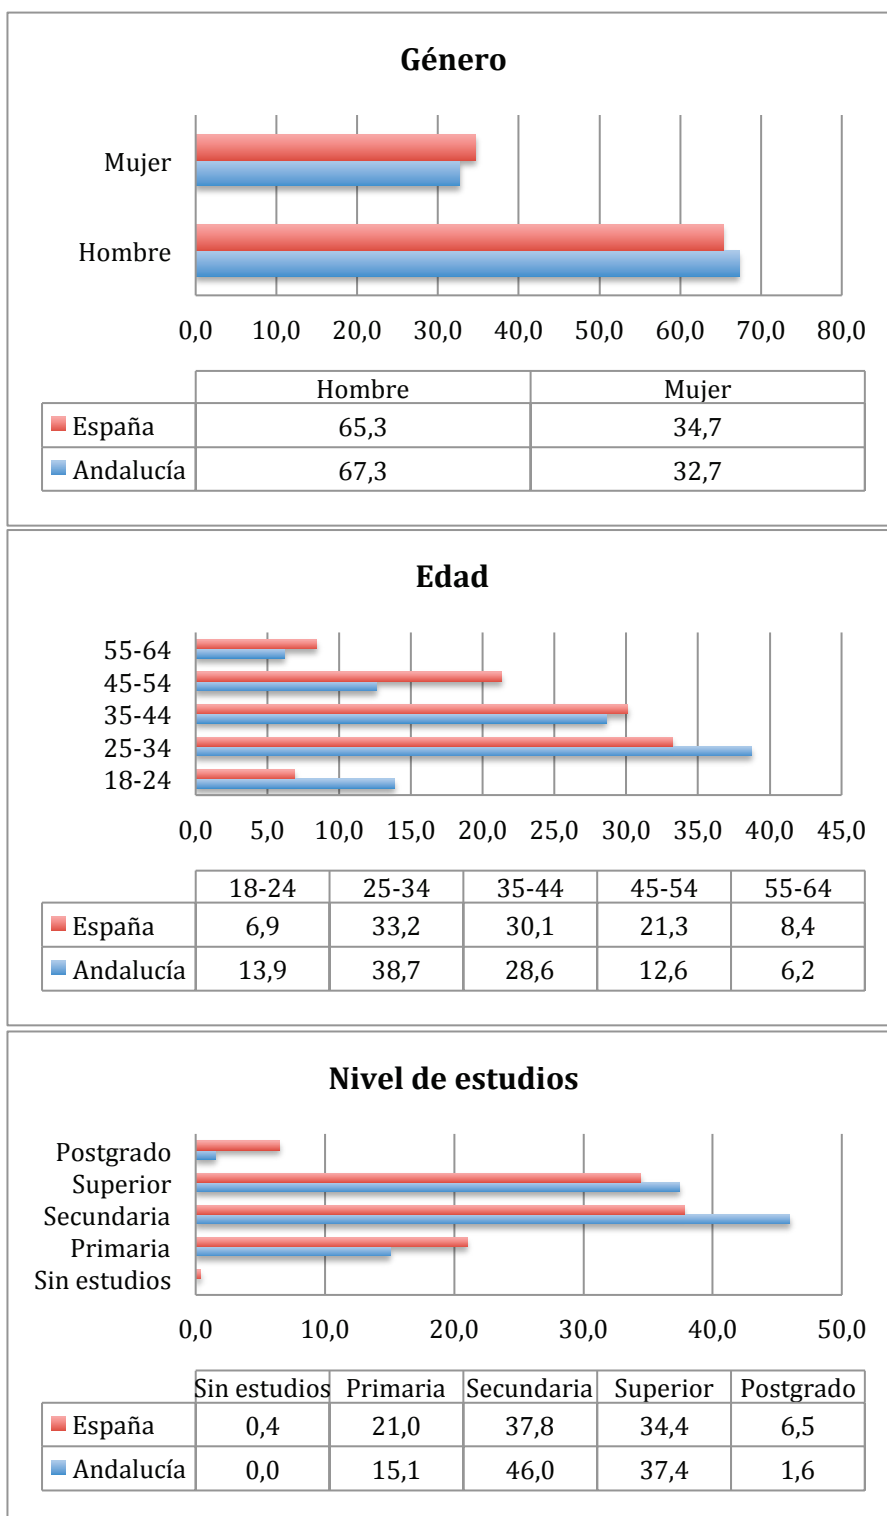 Género
Mujer
Hombre
0,0 10,0 20,0 30,0 40,0 50,0 60,0 70,0 80,0
Hombre Mujer
España 65,3 34,7
Andalucía 67,3 32,7
Edad
55-64
45-54
35-44
25-34
18-24
0,0 5,0 10,0 15,0 20,0 25,0 30,0 35,0 40,0 45,0
18-24 25-34 35-44 45-54 55-64
España 6,9 33,2 30,1 21,3 8,4
Andalucía 13,9 38,7 28,6 12,6 6,2
Nivel de estudios
Postgrado
Superior
Secundaria
Primaria
Sin estudios
0,0 10,0 20,0 30,0 40,0 50,0
Sin estudios Primaria Secundaria Superior Postgrado
España 0,4 21,0 37,8 34,4 6,5
Andalucía 0,0 15,1 46,0 37,4 1,6